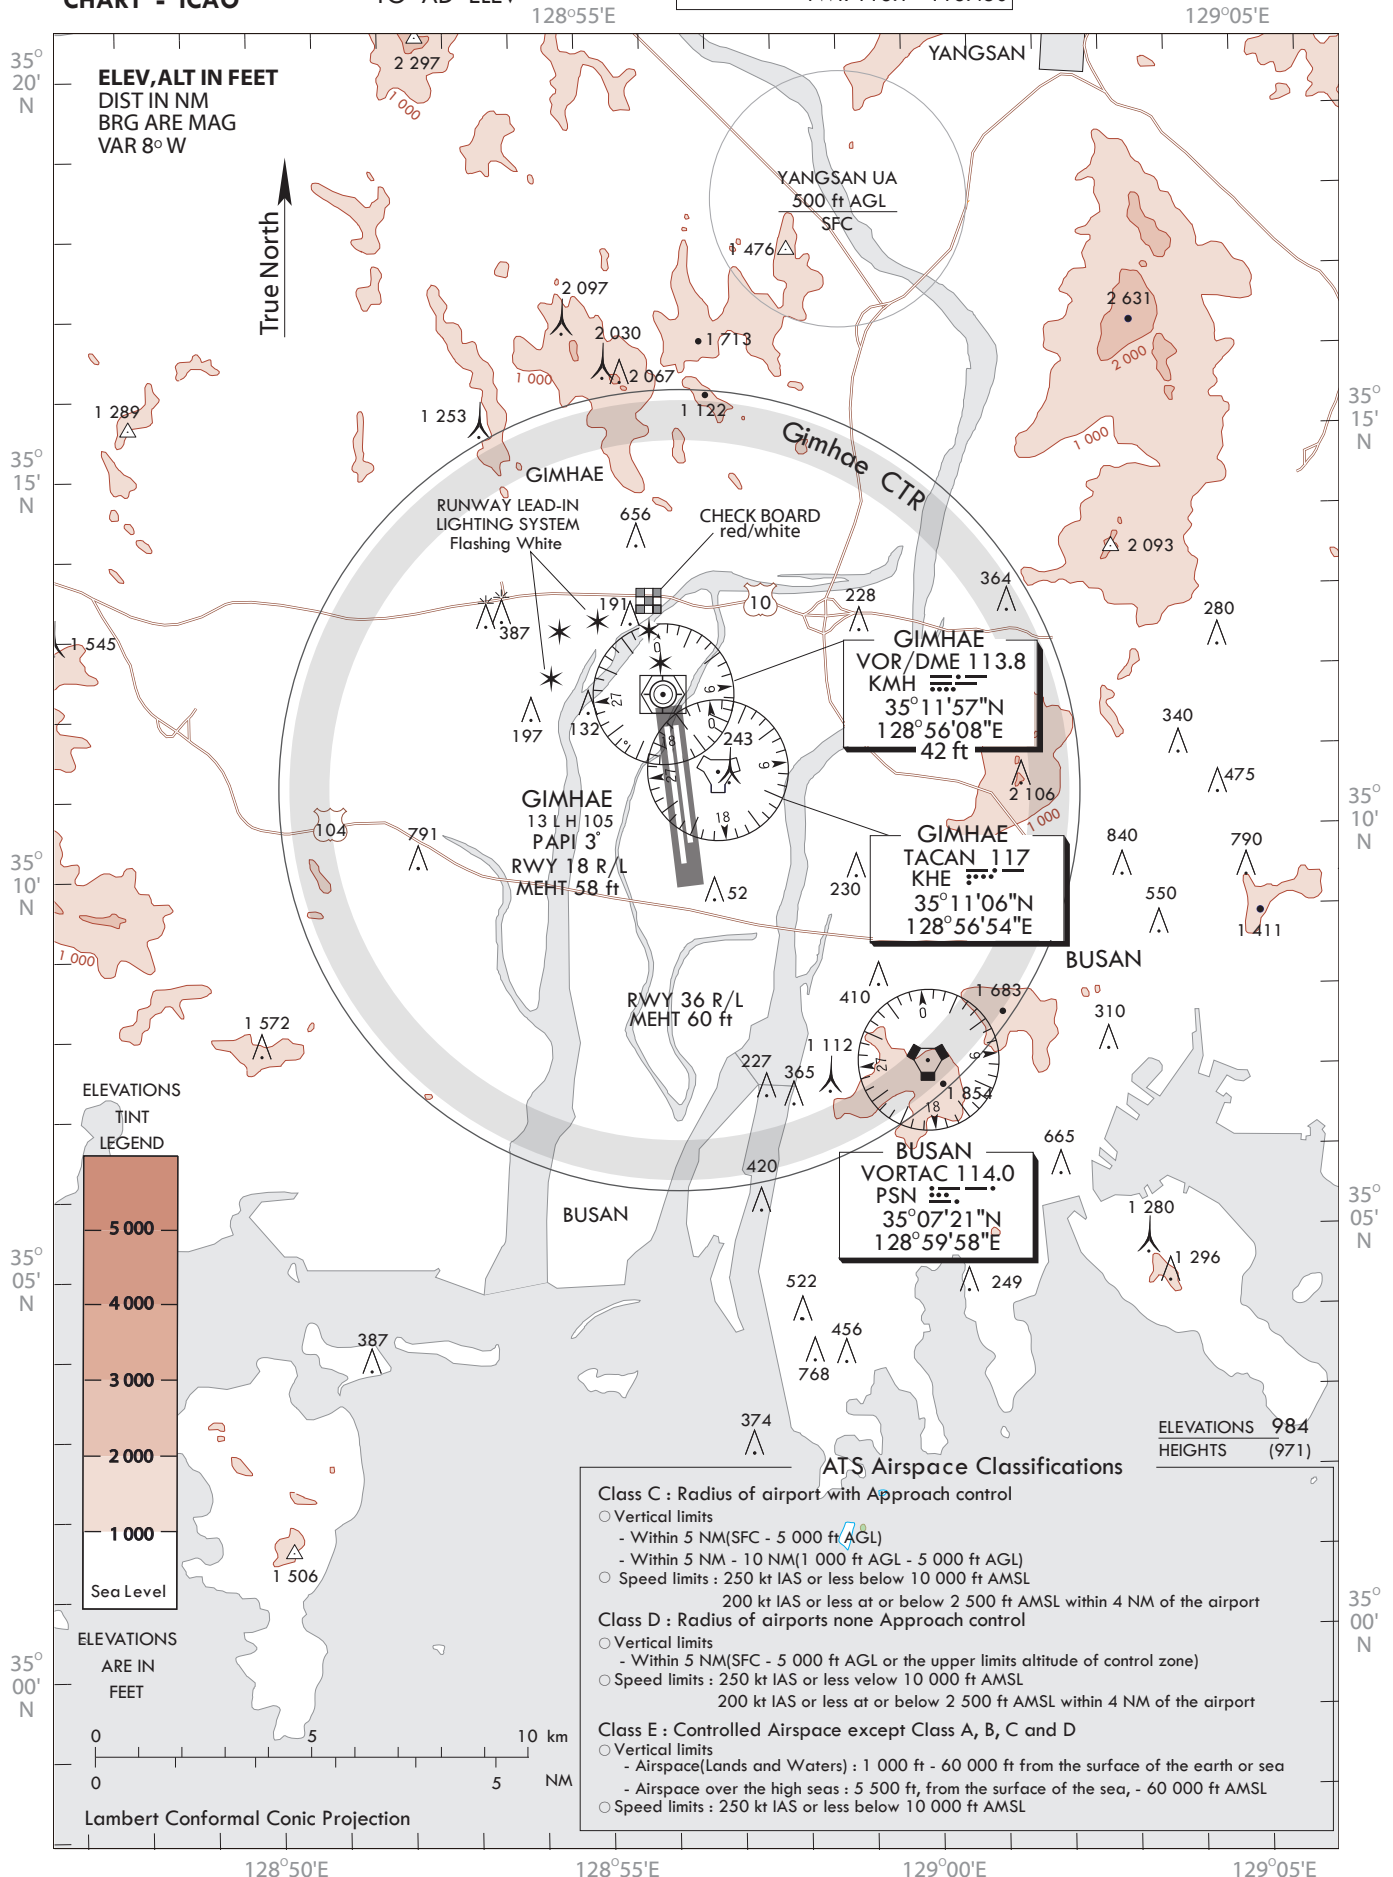 CHART - ICAO
TO AD ELEV
128°55'E
129°05'E
35°
20'
N
ELEV,ALT IN FEET
DIST IN NM
BRG ARE MAG
VAR 8° W
True North
2 297
1 000
YANGSAN
YANGSAN UA
500 ft AGL
SFC
1 476
2 097
2 030
2 067
1 000
1 713
1 122
2 631
2 000
1 000
1 289
1 253
35°
15'
N
35°
15'
N
Gimhae CTR
GIMHAE
RUNWAY LEAD-IN
LIGHTING SYSTEM
Flashing White
656
CHECK BOARD
red/white
2 093
364
280
191
387
10
228
1 545
GIMHAE
VOR/DME 113.8
KMH
35°11'57"N
128°56'08"E
42 ft
0
9
18
27
197
132
340
475
243
0
9
18
27
2 106
1 000
GIMHAE
13 L H 105
PAPI 3°
RWY 18 R/L
MEHT 58 ft
104
791
GIMHAE
TACAN 117
KHE
35°11'06"N
128°56'54"E
35°
10'
N
35°
10'
N
52
230
840
790
550
1 411
1 000
BUSAN
RWY 36 R/L
MEHT 60 ft
410
1 683
310
1 572
227
365
1 112
0
9
18
27
1 854
665
BUSAN
VORTAC 114.0
PSN
35°07'21"N
128°59'58"E
420
BUSAN
1 280
1 296
249
35°
05'
N
35°
05'
N
522
456
768
387
374
ELEVATIONS
TINT
LEGEND
5 000
4 000
3 000
2 000
1 000
Sea Level
ELEVATIONS
ARE IN
FEET
1 506
ELEVATIONS 984
HEIGHTS (971)
ATS Airspace Classifications
Class C : Radius of airport with Approach control
○ Vertical limits
- Within 5 NM(SFC - 5 000 ft AGL)
- Within 5 NM - 10 NM(1 000 ft AGL - 5 000 ft AGL)
○ Speed limits : 250 kt IAS or less below 10 000 ft AMSL
200 kt IAS or less at or below 2 500 ft AMSL within 4 NM of the airport
Class D : Radius of airports none Approach control
○ Vertical limits
- Within 5 NM(SFC - 5 000 ft AGL or the upper limits altitude of control zone)
○ Speed limits : 250 kt IAS or less velow 10 000 ft AMSL
200 kt IAS or less at or below 2 500 ft AMSL within 4 NM of the airport
Class E : Controlled Airspace except Class A, B, C and D
○ Vertical limits
- Airspace(Lands and Waters) : 1 000 ft - 60 000 ft from the surface of the earth or sea
- Airspace over the high seas : 5 500 ft, from the surface of the sea, - 60 000 ft AMSL
○ Speed limits : 250 kt IAS or less below 10 000 ft AMSL
35°
00'
N
35°
00'
N
0 5 10 km
0 5 NM
Lambert Conformal Conic Projection
128°50'E
128°55'E
129°00'E
129°05'E